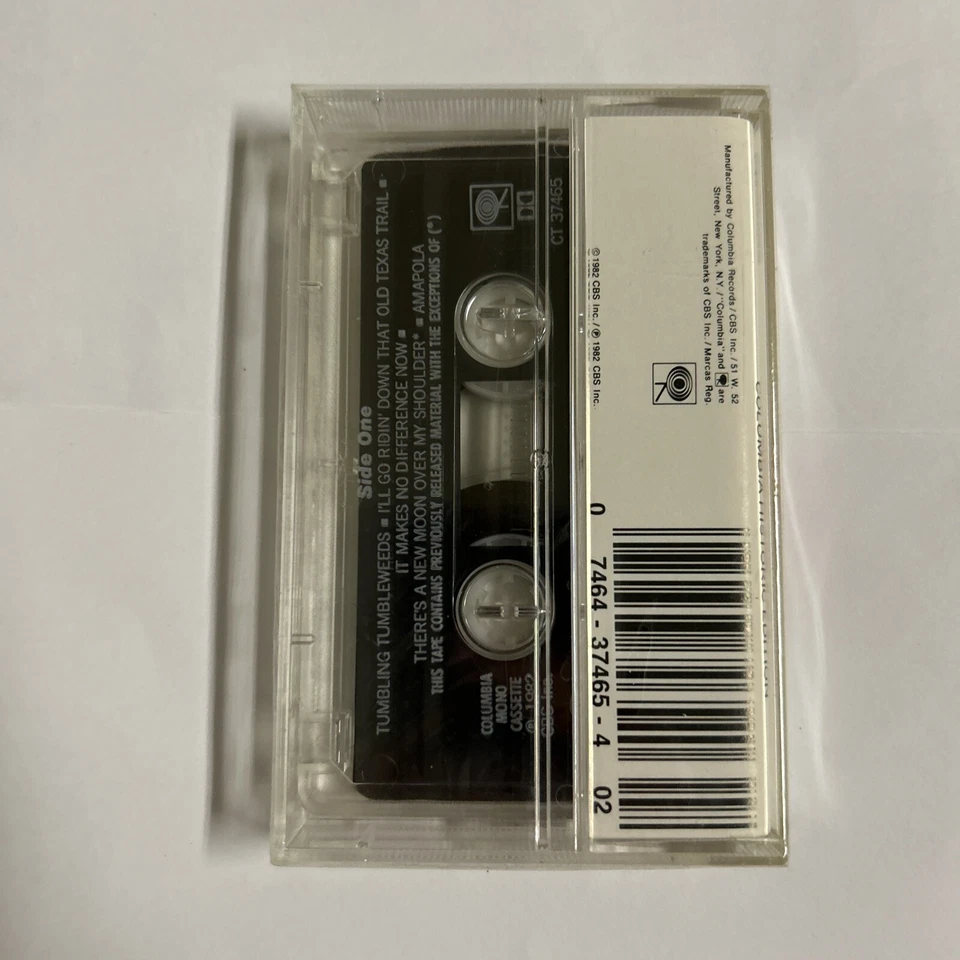 Side One
TUMBLING TUMBLEWEEDS ■ I'LL GO RIDIN' DOWN THAT OLD TEXAS TRAIL ■
IT MAKES NO DIFFERENCE NOW ■
THERE'S A NEW MOON OVER MY SHOULDER* ■ AMAPOLA
THIS TAPE CONTAINS PREVIOUSLY RELEASED MATERIAL WITH THE EXCEPTIONS OF (*)
COLUMBIA
MONO
CASSETTE
℗ 1982
CBS Inc.
CT 37465
Manufactured by Columbia Records/CBS Inc./51 W. 52
Street, New York, N.Y./"Columbia" and are
trademarks of CBS Inc./Marcas Reg.
©1982 CBS Inc./℗ 1982 CBS Inc.
0 7464-37465-4 02